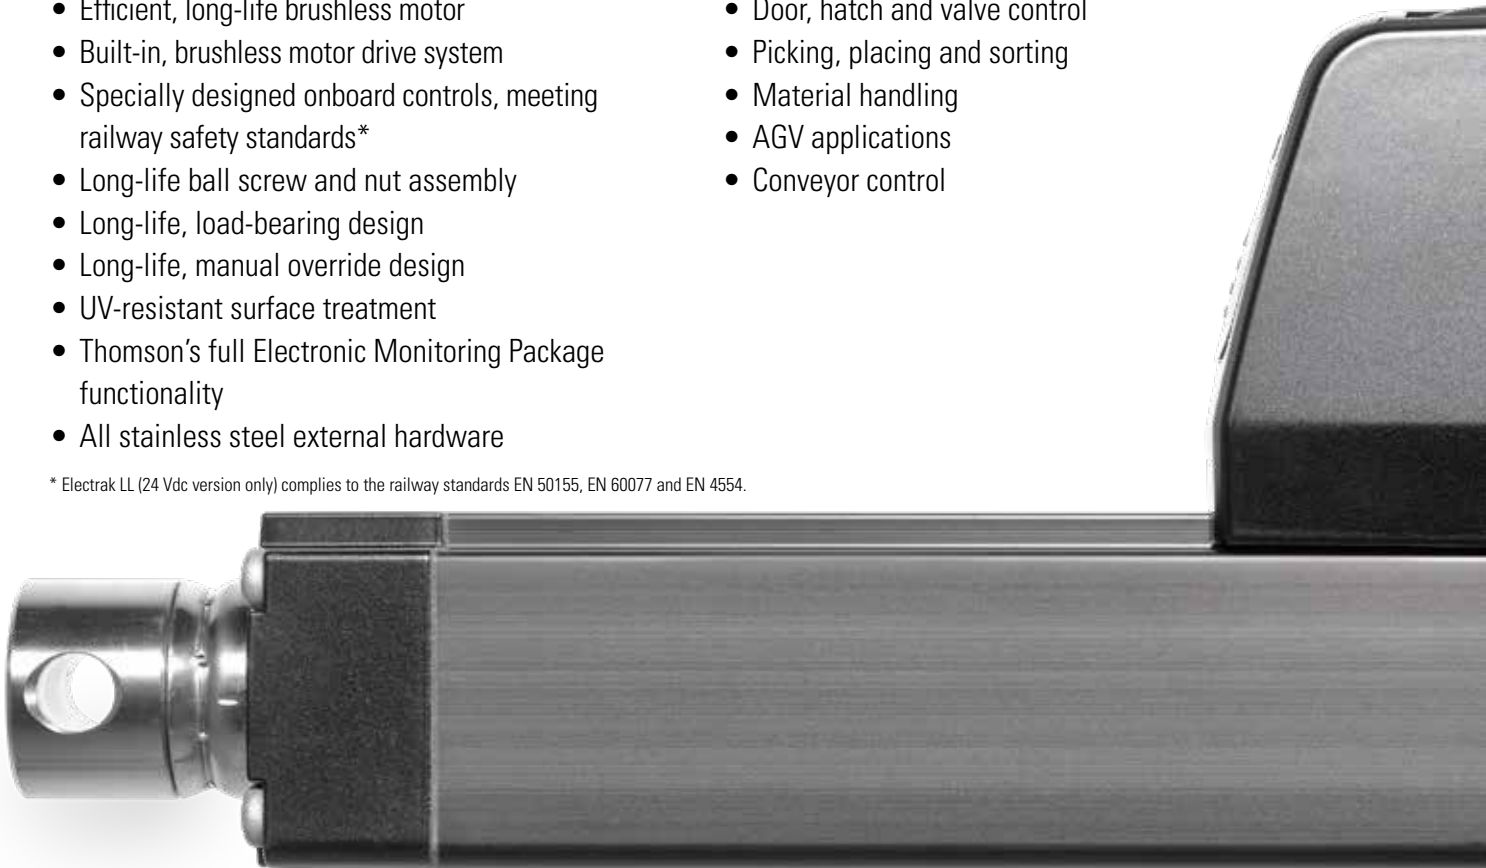 • Efficient, long-life brushless motor
• Built-in, brushless motor drive system
• Specially designed onboard controls, meeting
railway safety standards*
• Long-life ball screw and nut assembly
• Long-life, load-bearing design
• Long-life, manual override design
• UV-resistant surface treatment
• Thomson’s full Electronic Monitoring Package
functionality
• All stainless steel external hardware
• Door, hatch and valve control
• Picking, placing and sorting
• Material handling
• AGV applications
• Conveyor control
* Electrak LL (24 Vdc version only) complies to the railway standards EN 50155, EN 60077 and EN 4554.